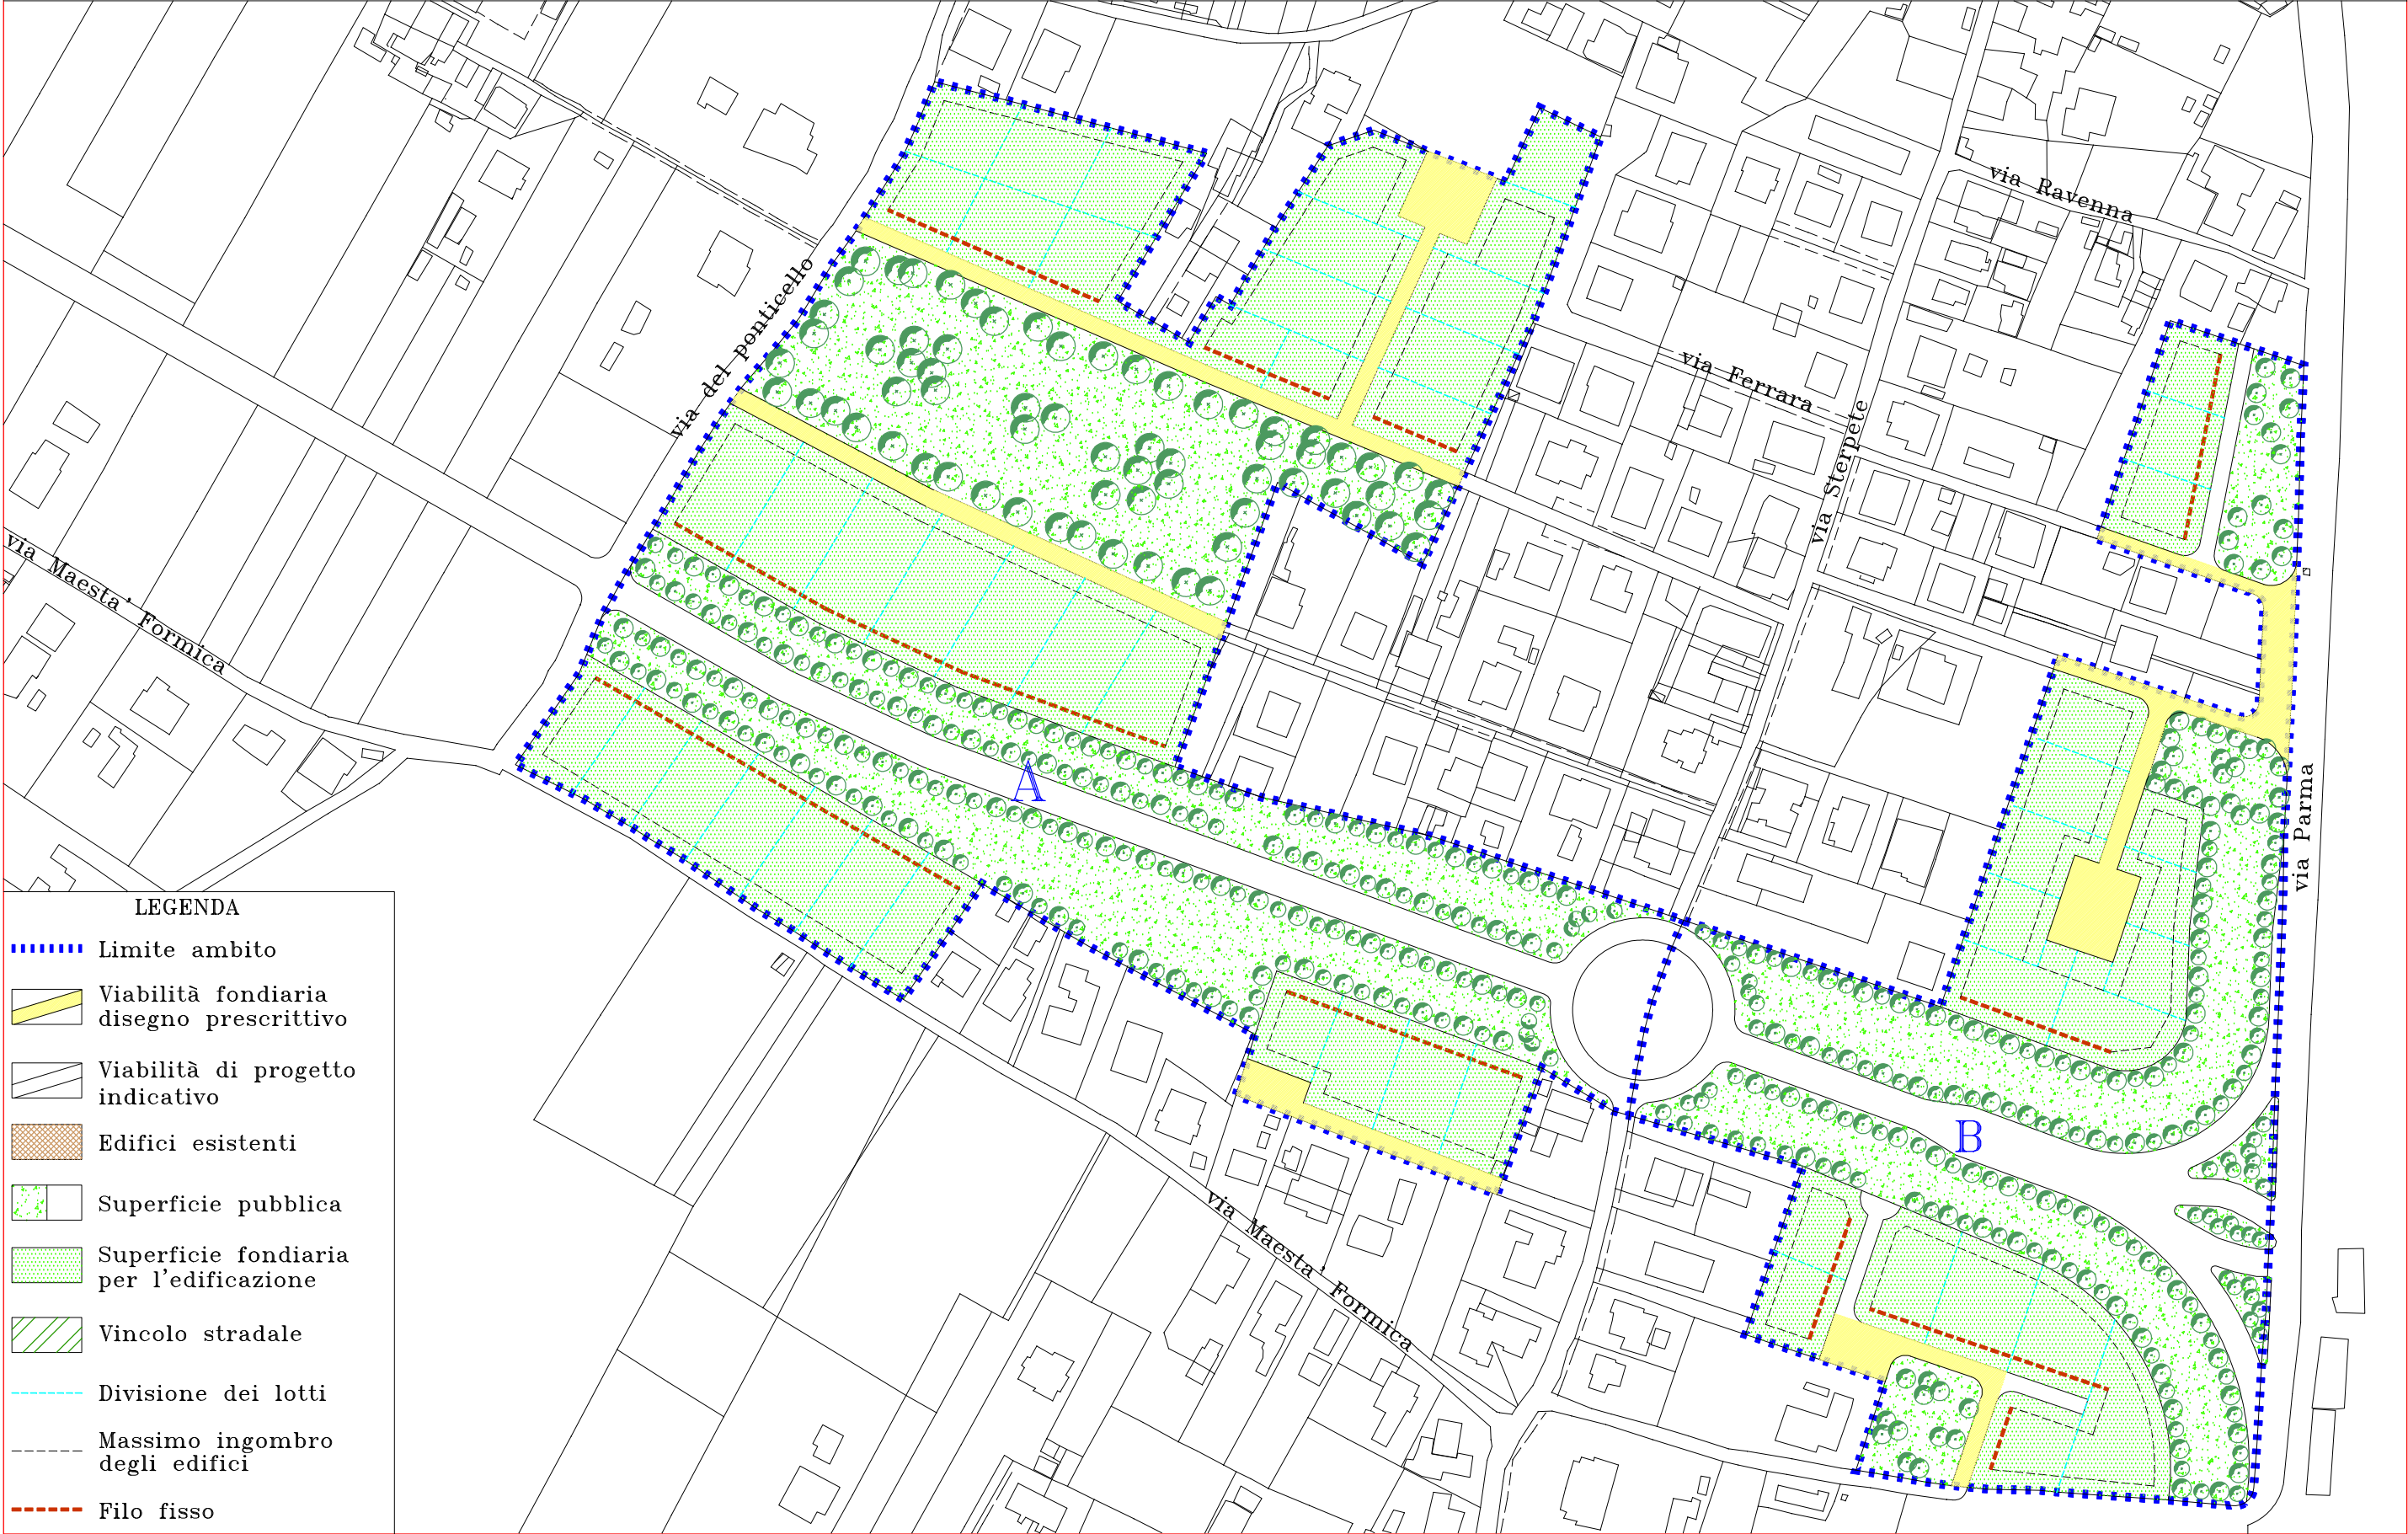 via Ravenna
via del ponticello
via Ferrara
via Sterpete
via Maesta' Formica
A
via Parma
B
via Maesta' Formica
LEGENDA
Limite ambito
Viabilità fondiaria
disegno prescrittivo
Viabilità di progetto
indicativo
Edifici esistenti
Superficie pubblica
Superficie fondiaria
per l'edificazione
Vincolo stradale
Divisione dei lotti
Massimo ingombro
degli edifici
Filo fisso